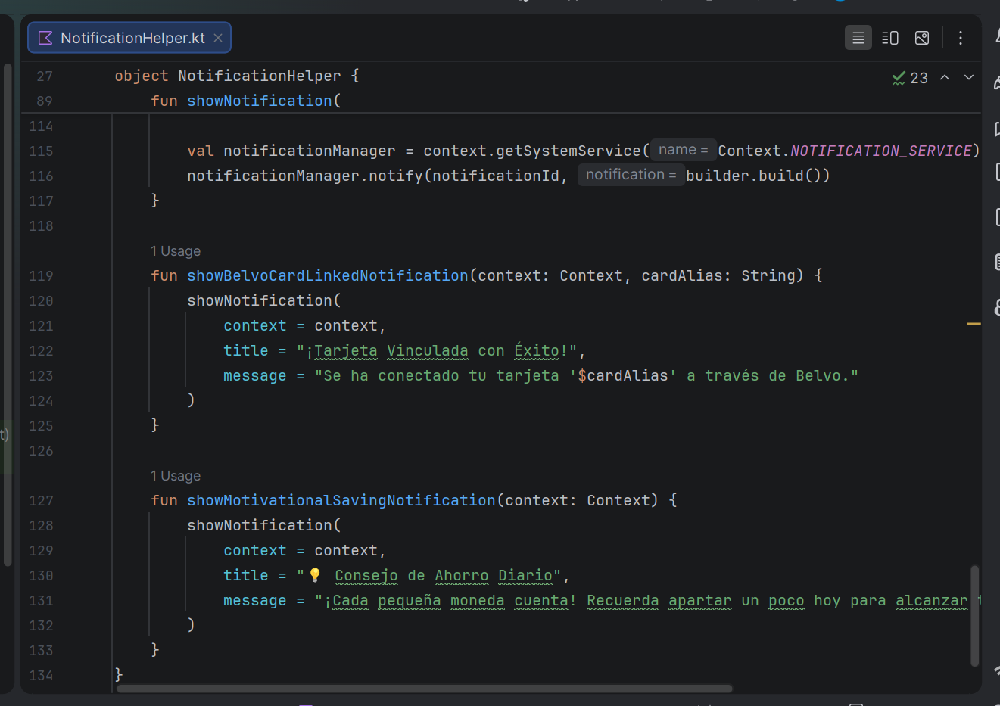 NotificationHelper.kt
27 object NotificationHelper {
23
89 fun showNotification(
114
115 val notificationManager = context.getSystemService( name = Context.NOTIFICATION_SERVICE)
116 notificationManager.notify(notificationId, notification = builder.build())
117 }
118
1 Usage
119 fun showBelvoCardLinkedNotification(context: Context, cardAlias: String) {
120 showNotification(
121 context = context,
122 title = "¡Tarjeta Vinculada con Éxito!",
123 message = "Se ha conectado tu tarjeta '$cardAlias' a través de Belvo."
124 )
t)
125 }
126
1 Usage
127 fun showMotivationalSavingNotification(context: Context) {
128 showNotification(
129 context = context,
130 title = "💡 Consejo de Ahorro Diario",
131 message = "¡Cada pequeña moneda cuenta! Recuerda apartar un poco hoy para alcanzar
132 )
133 }
134 }